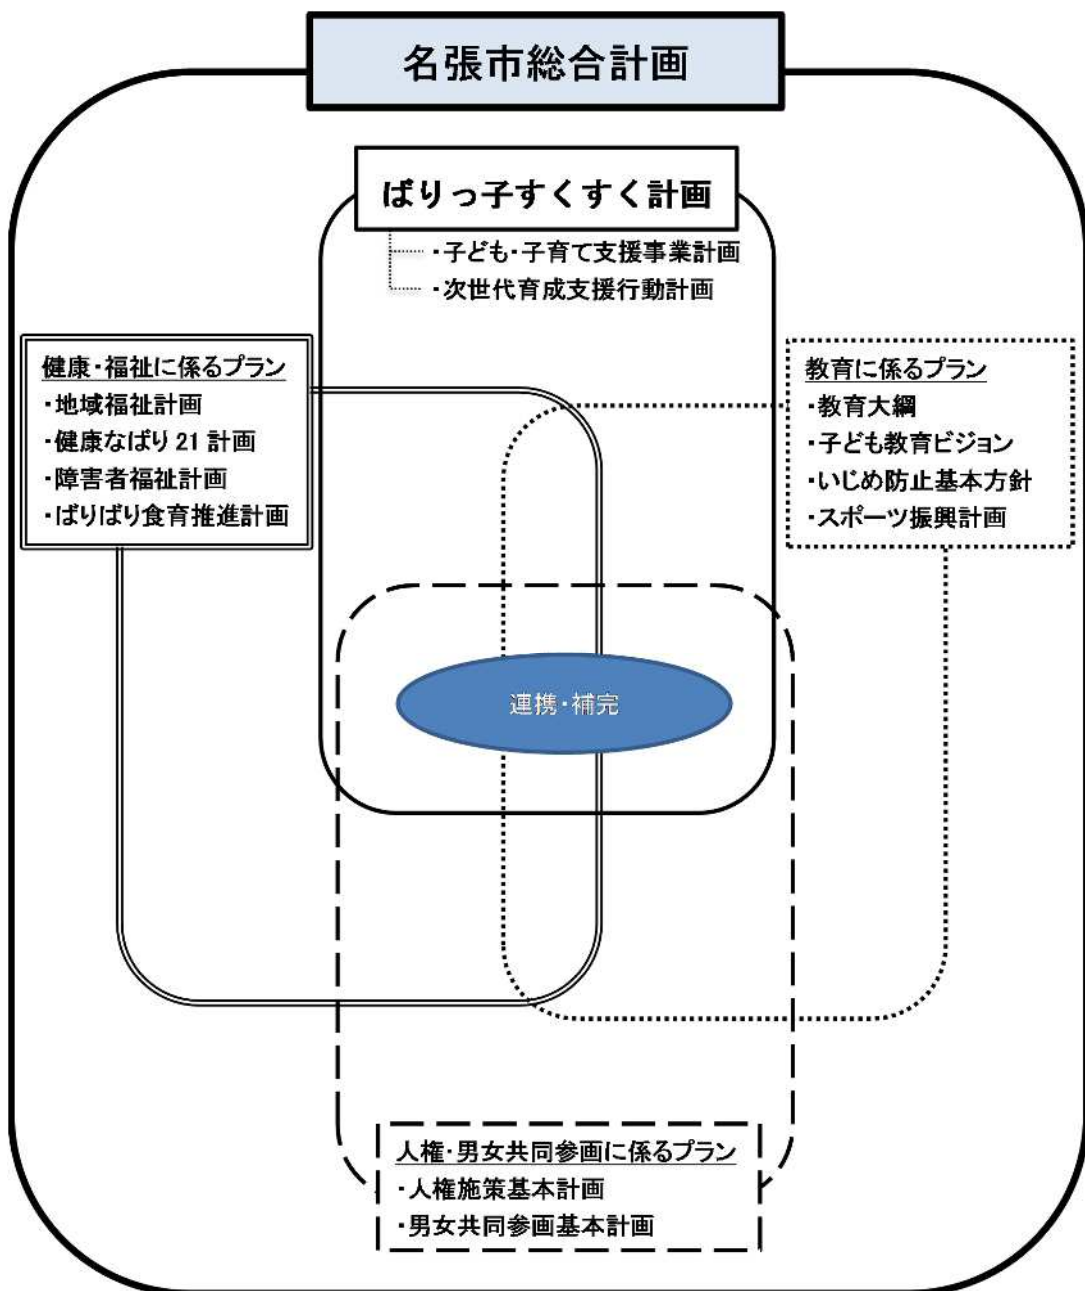 名張市総合計画
ばりっ子すくすく計画
・子ども・子育て支援事業計画
・次世代育成支援行動計画
健康・福祉に係るプラン
・地域福祉計画
・健康なばり21計画
・障害者福祉計画
・ばりばり食育推進計画
教育に係るプラン
・教育大綱
・子ども教育ビジョン
・いじめ防止基本方針
・スポーツ振興計画
連携・補完
人権・男女共同参画に係るプラン
・人権施策基本計画
・男女共同参画基本計画